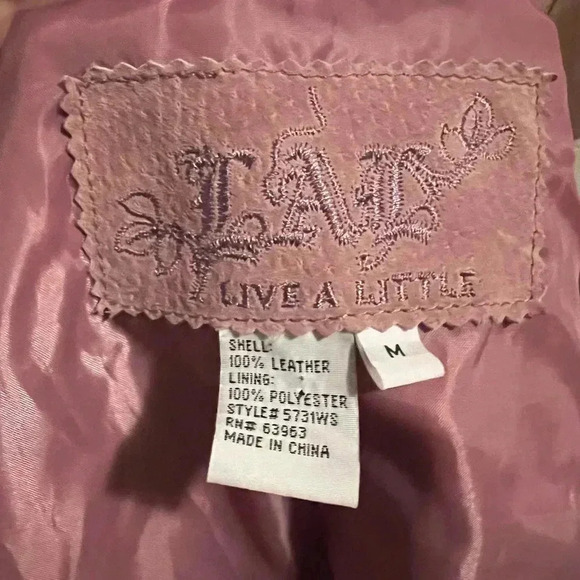 LAL
LIVE A LITTLE
M
SHELL:
100% LEATHER
LINING:
100% POLYESTER
STYLE# 5731WS
RN# 63963
MADE IN CHINA